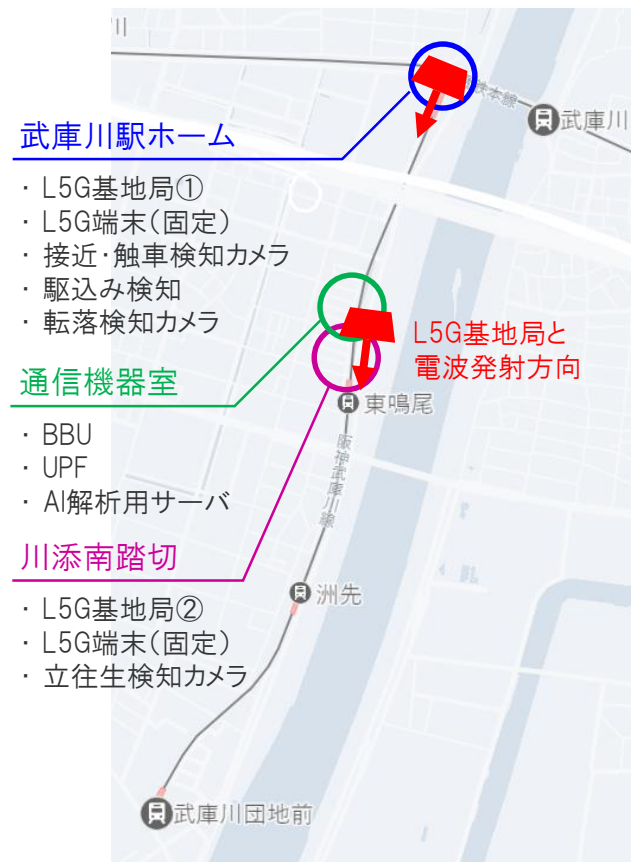 川
武庫川駅ホーム
・ L5G基地局①
・ L5G端末(固定)
・ 接近・触車検知カメラ
・ 駆込み検知
・ 転落検知カメラ
通信機器室
・ BBU
・ UPF
・ AI解析用サーバ
川添南踏切
・ L5G基地局②
・ L5G端末(固定)
・ 立往生検知カメラ
L5G基地局と
電波発射方向
鉄本線
武庫川
東鳴尾
阪神武庫川線
洲先
武庫川団地前